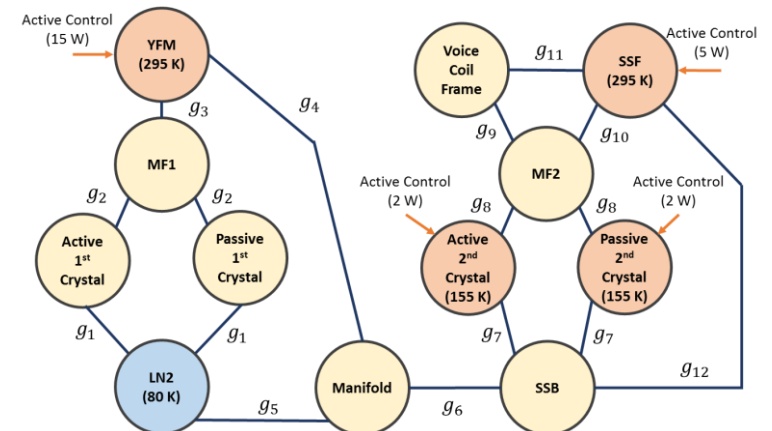 Active Control
(15 W)
YFM
(295 K)
g₃
g₄
MF1
g₂
g₂
Active
1st
Crystal
Passive
1st
Crystal
g₁
g₁
LN2
(80 K)
g₅
Manifold
g₆
Voice
Coil
Frame
g₁₁
SSF
(295 K)
Active Control
(5 W)
g₉
g₁₀
MF2
Active Control
(2 W)
Active Control
(2 W)
g₈
g₈
Active
2nd
Crystal
(155 K)
Passive
2nd
Crystal
(155 K)
g₇
g₇
SSB
g₁₂